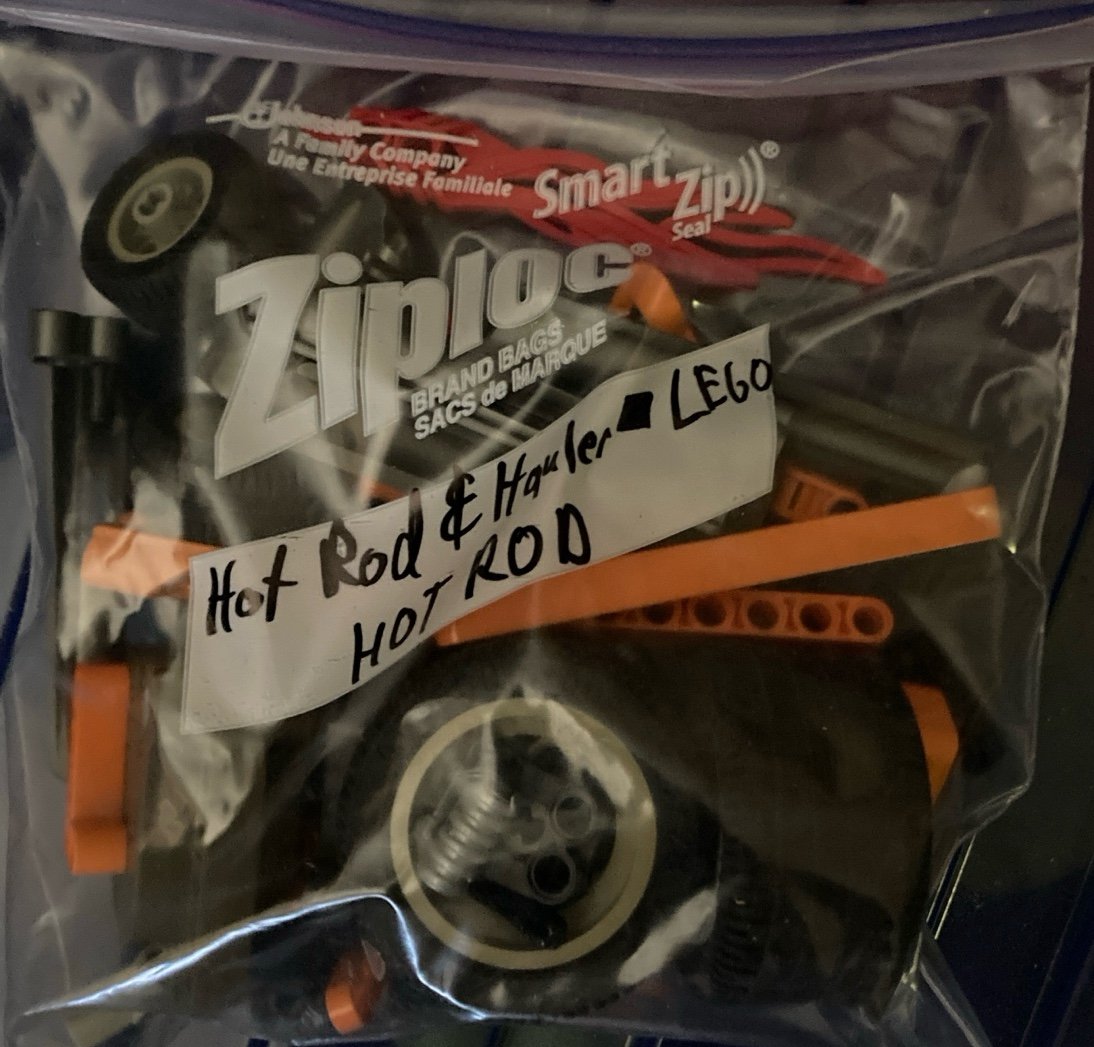 Johnson
A Family Company
Une Entreprise Familiale
Smart Zip)))®
Seal
Ziploc®
BRAND BAGS
SACS de MARQUE
Hot Rod & Hauler ■ LEGO
HOT ROD